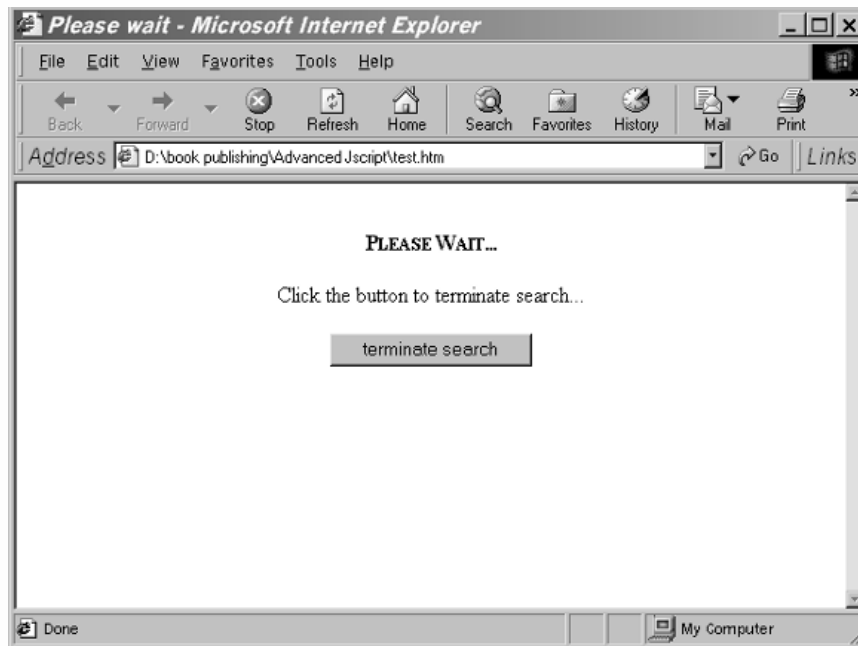 Please wait - Microsoft Internet Explorer
File Edit View Favorites Tools Help
Back Forward Stop Refresh Home Search Favorites History Mail Print »
Address D:\book publishing\Advanced Jscript\test.htm Go Links
PLEASE WAIT...
Click the button to terminate search...
terminate search
Done My Computer